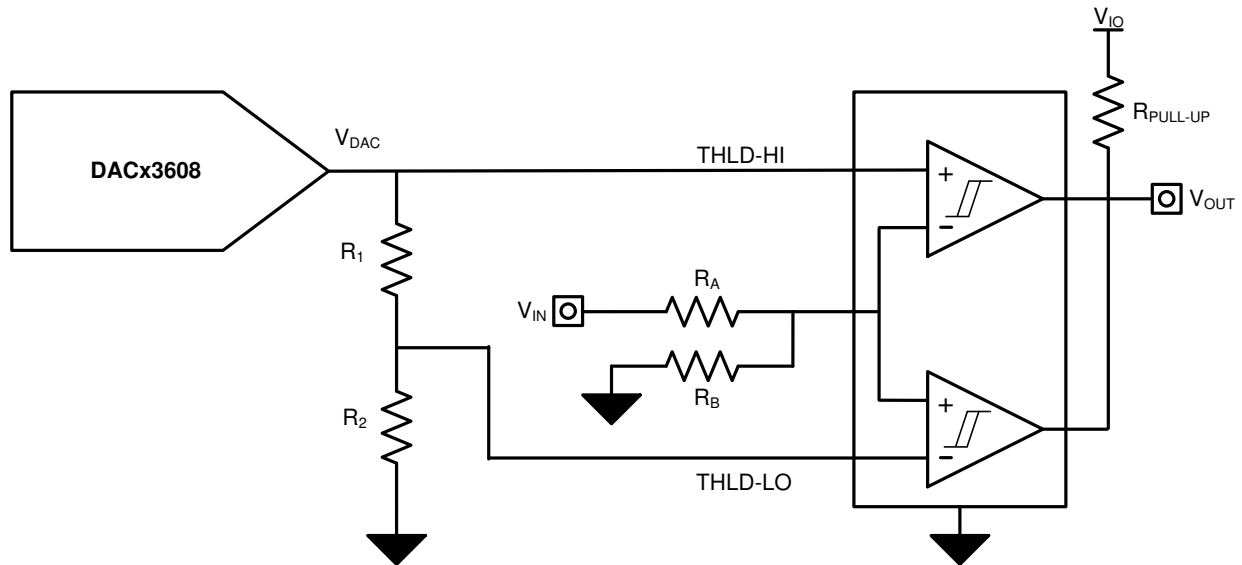 V_IO
R_PULL-UP
V_DAC
THLD-HI
DACx3608
+
V_OUT
−
R_1
R_A
V_IN
R_B
+
R_2
−
THLD-LO